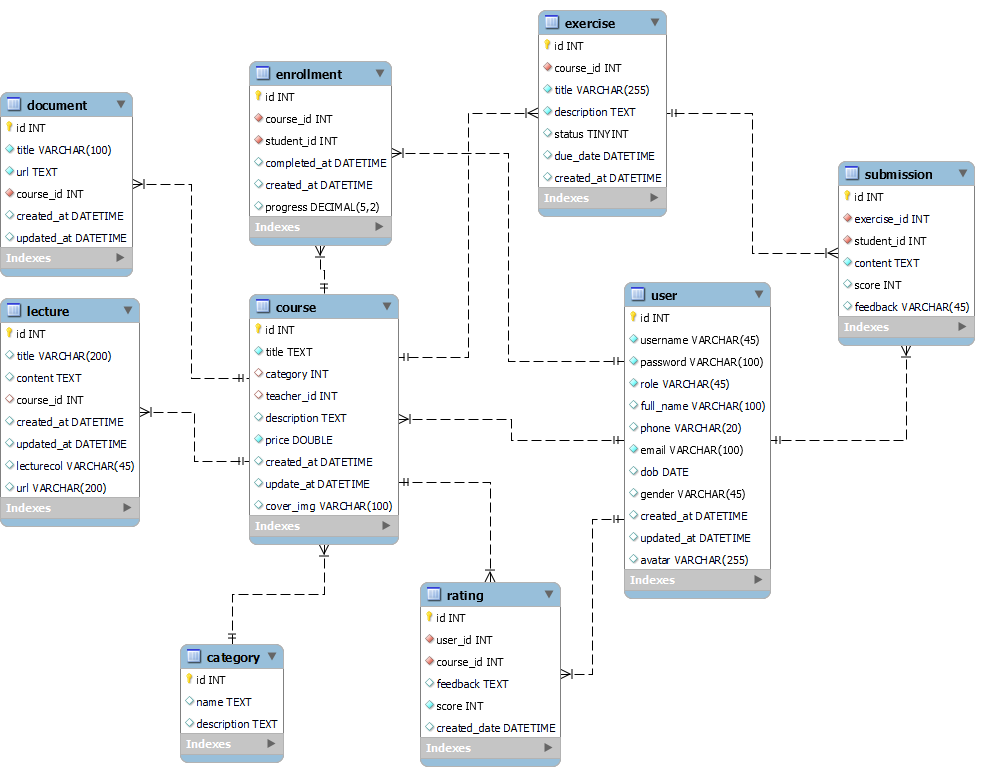 exercise
id INT
course_id INT
title VARCHAR(255)
description TEXT
status TINYINT
due_date DATETIME
created_at DATETIME
Indexes
enrollment
id INT
course_id INT
student_id INT
completed_at DATETIME
created_at DATETIME
progress DECIMAL(5,2)
Indexes
document
id INT
title VARCHAR(100)
url TEXT
course_id INT
created_at DATETIME
updated_at DATETIME
Indexes
submission
id INT
exercise_id INT
student_id INT
content TEXT
score INT
feedback VARCHAR(45)
Indexes
lecture
id INT
title VARCHAR(200)
content TEXT
course_id INT
created_at DATETIME
updated_at DATETIME
lecturecol VARCHAR(45)
url VARCHAR(200)
Indexes
course
id INT
title TEXT
category INT
teacher_id INT
description TEXT
price DOUBLE
created_at DATETIME
update_at DATETIME
cover_img VARCHAR(100)
Indexes
user
id INT
username VARCHAR(45)
password VARCHAR(100)
role VARCHAR(45)
full_name VARCHAR(100)
phone VARCHAR(20)
email VARCHAR(100)
dob DATE
gender VARCHAR(45)
created_at DATETIME
updated_at DATETIME
avatar VARCHAR(255)
Indexes
rating
id INT
user_id INT
course_id INT
feedback TEXT
score INT
created_date DATETIME
Indexes
category
id INT
name TEXT
description TEXT
Indexes